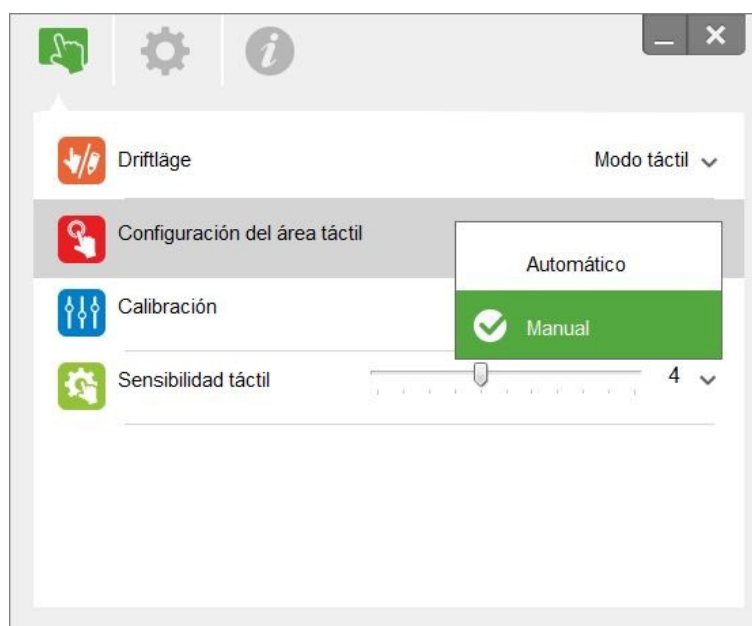 Driftläge
Modo táctil
Configuración del área táctil
Automático
Calibración
Manual
Sensibilidad táctil
4